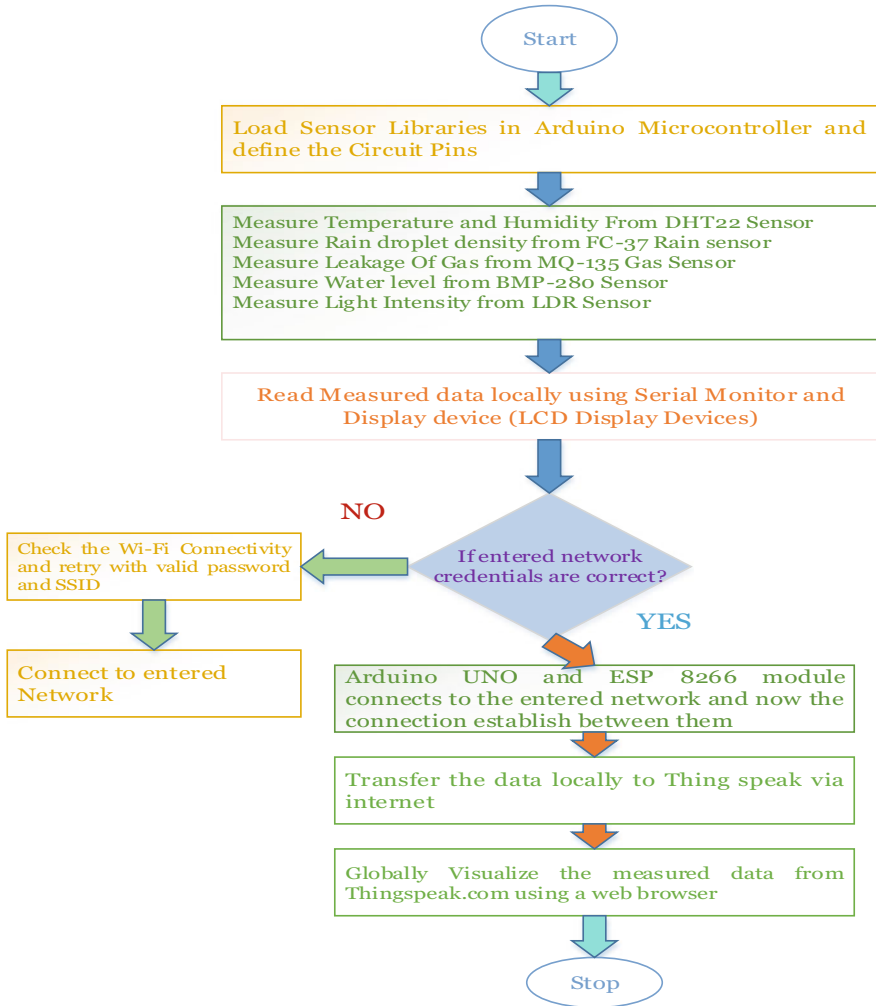 Start
Load Sensor Libraries in Arduino Microcontroller and
define the Circuit Pins
Measure Temperature and Humidity From DHT22 Sensor
Measure Rain droplet density from FC-37 Rain sensor
Measure Leakage Of Gas from MQ-135 Gas Sensor
Measure Water level from BMP-280 Sensor
Measure Light Intensity from LDR Sensor
Read Measured data locally using Serial Monitor and
Display device (LCD Display Devices)
NO
If entered network
credentials are correct?
Check the Wi-Fi Connectivity
and retry with valid password
and SSID
YES
Connect to entered
Network
Arduino UNO and ESP 8266 module
connects to the entered network and now the
connection establish between them
Transfer the data locally to Thing speak via
internet
Globally Visualize the measured data from
Thingspeak.com using a web browser
Stop